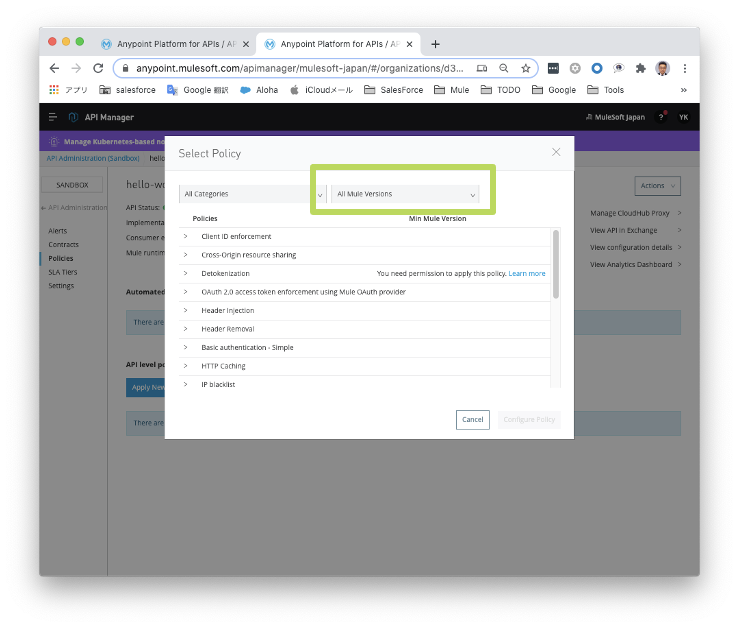 Anypoint Platform for APIs / AP
Anypoint Platform for APIs / AP
anypoint.mulesoft.com/apimanager/mulesoft-japan/#/organizations/d3...
アプリ salesforce Google 翻訳 Aloha iCloudメール SalesForce Mule TODO Google Tools »
API Manager MuleSoft Japan ? YK
Manage Kubernetes-based ne
API Administration (Sandbox) hello
SANDBOX
API Administration
Alerts
Contracts
Policies
SLA Tiers
Settings
hello-wo
API Status:
Implementa
Consumer e
Mule runtim
Automated
There are
API level po
Apply New
There are
Actions
Manage CloudHub Proxy >
View API in Exchange >
View configuration details >
View Analytics Dashboard >
Select Policy
All Categories All Mule Versions
Policies Min Mule Version
> Client ID enforcement
> Cross-Origin resource sharing
> Detokenization You need permission to apply this policy. Learn more
> OAuth 2.0 access token enforcement using Mule OAuth provider
> Header Injection
> Header Removal
> Basic authentication - Simple
> HTTP Caching
> IP blacklist
Cancel Configure Policy